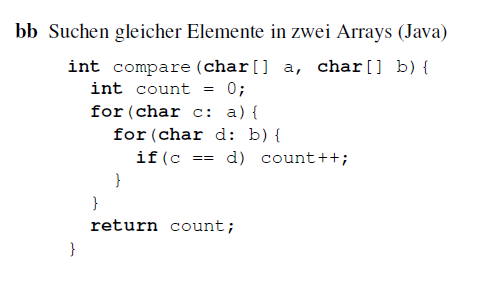 bb Suchen gleicher Elemente in zwei Arrays (Java)
int compare(char[] a, char[] b){
int count = 0;
for(char c: a){
for(char d: b){
if(c == d) count++;
}
}
return count;
}